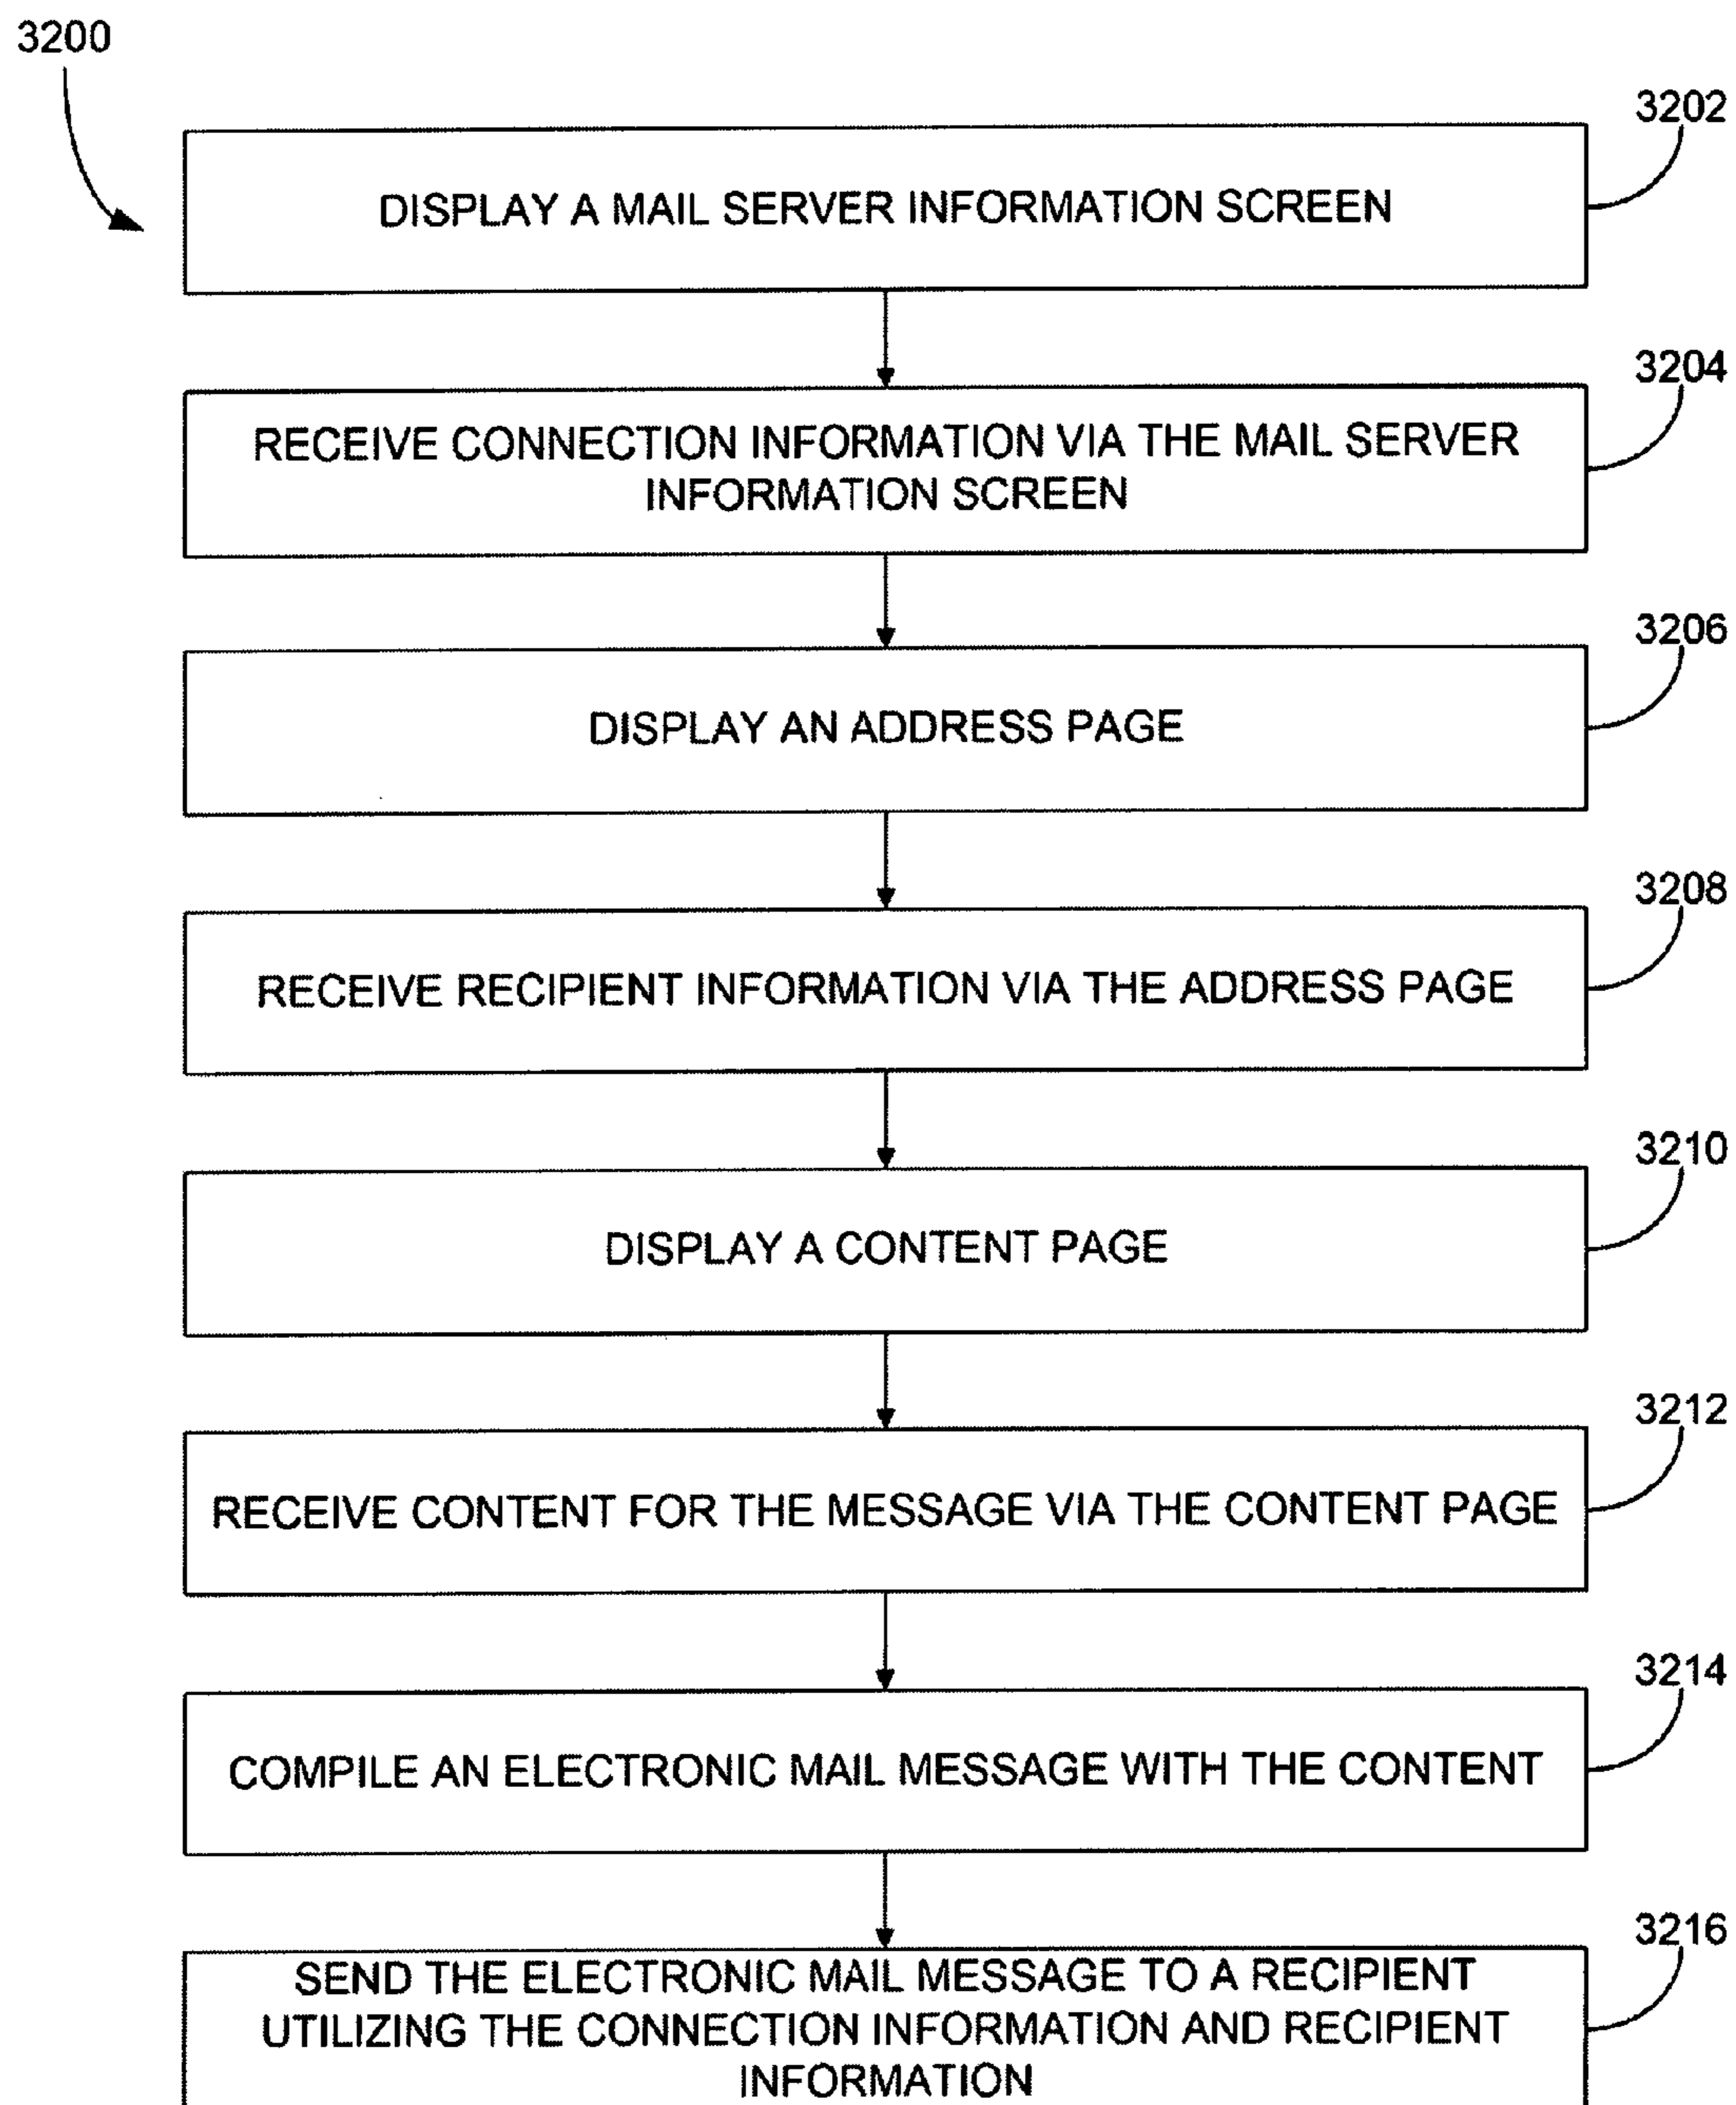 3200
3202
DISPLAY A MAIL SERVER INFORMATION SCREEN
3204
RECEIVE CONNECTION INFORMATION VIA THE MAIL SERVER
INFORMATION SCREEN
3206
DISPLAY AN ADDRESS PAGE
3208
RECEIVE RECIPIENT INFORMATION VIA THE ADDRESS PAGE
3210
DISPLAY A CONTENT PAGE
3212
RECEIVE CONTENT FOR THE MESSAGE VIA THE CONTENT PAGE
3214
COMPILE AN ELECTRONIC MAIL MESSAGE WITH THE CONTENT
3216
SEND THE ELECTRONIC MAIL MESSAGE TO A RECIPIENT
UTILIZING THE CONNECTION INFORMATION AND RECIPIENT
INFORMATION